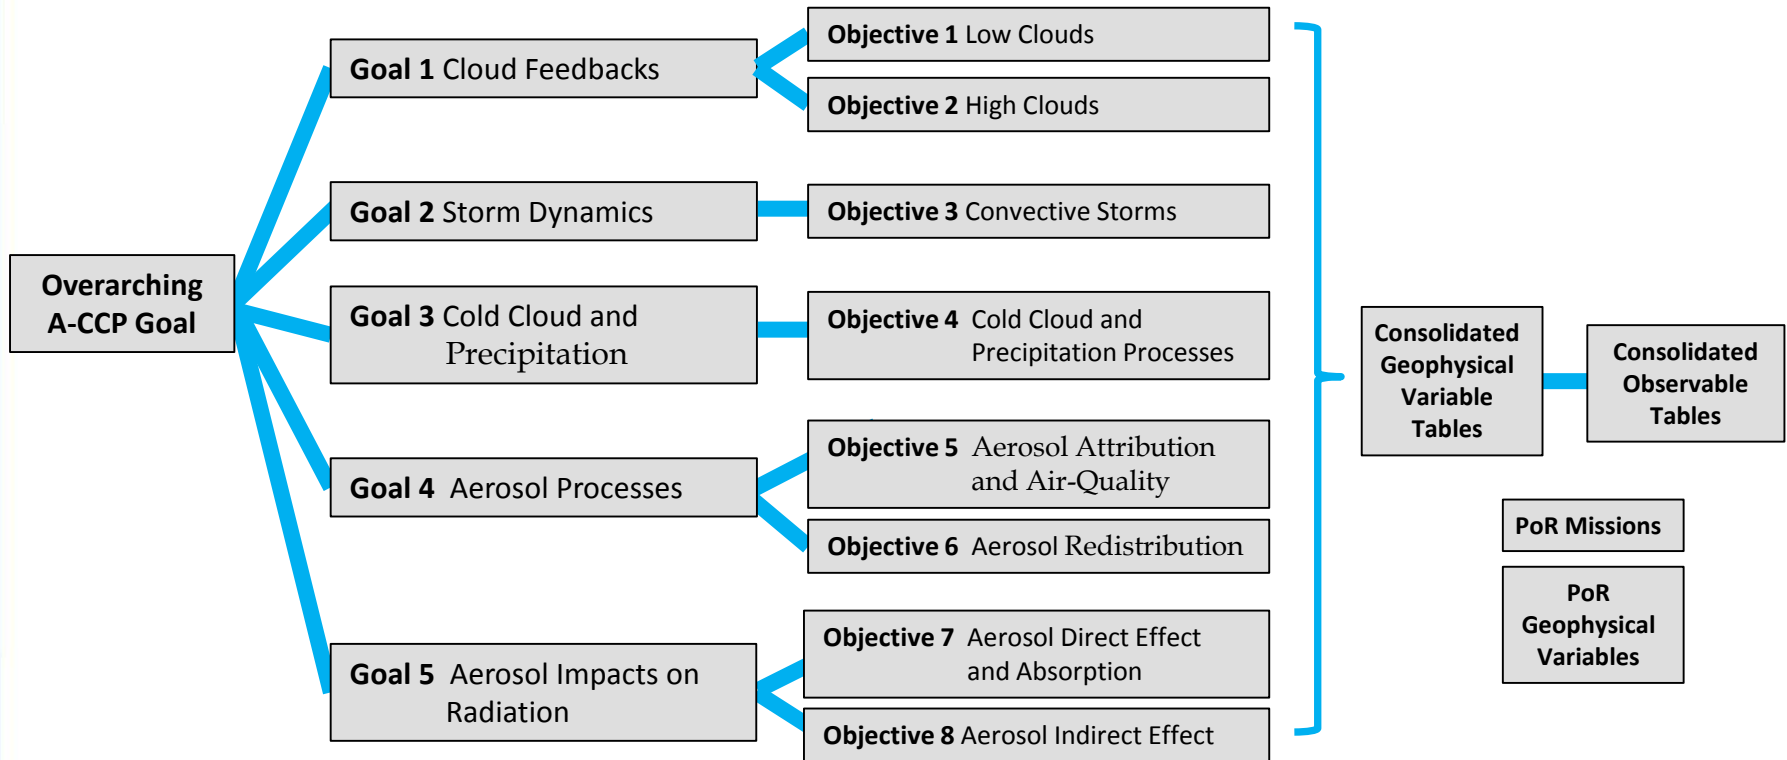 Overarching
A-CCP Goal
Goal 1 Cloud Feedbacks
Goal 2 Storm Dynamics
Goal 3 Cold Cloud and
Precipitation
Goal 4 Aerosol Processes
Goal 5 Aerosol Impacts on
Radiation
Objective 1 Low Clouds
Objective 2 High Clouds
Objective 3 Convective Storms
Objective 4 Cold Cloud and
Precipitation Processes
Objective 5 Aerosol Attribution
and Air-Quality
Objective 6 Aerosol Redistribution
Objective 7 Aerosol Direct Effect
and Absorption
Objective 8 Aerosol Indirect Effect
Consolidated
Geophysical
Variable
Tables
Consolidated
Observable
Tables
PoR Missions
PoR
Geophysical
Variables